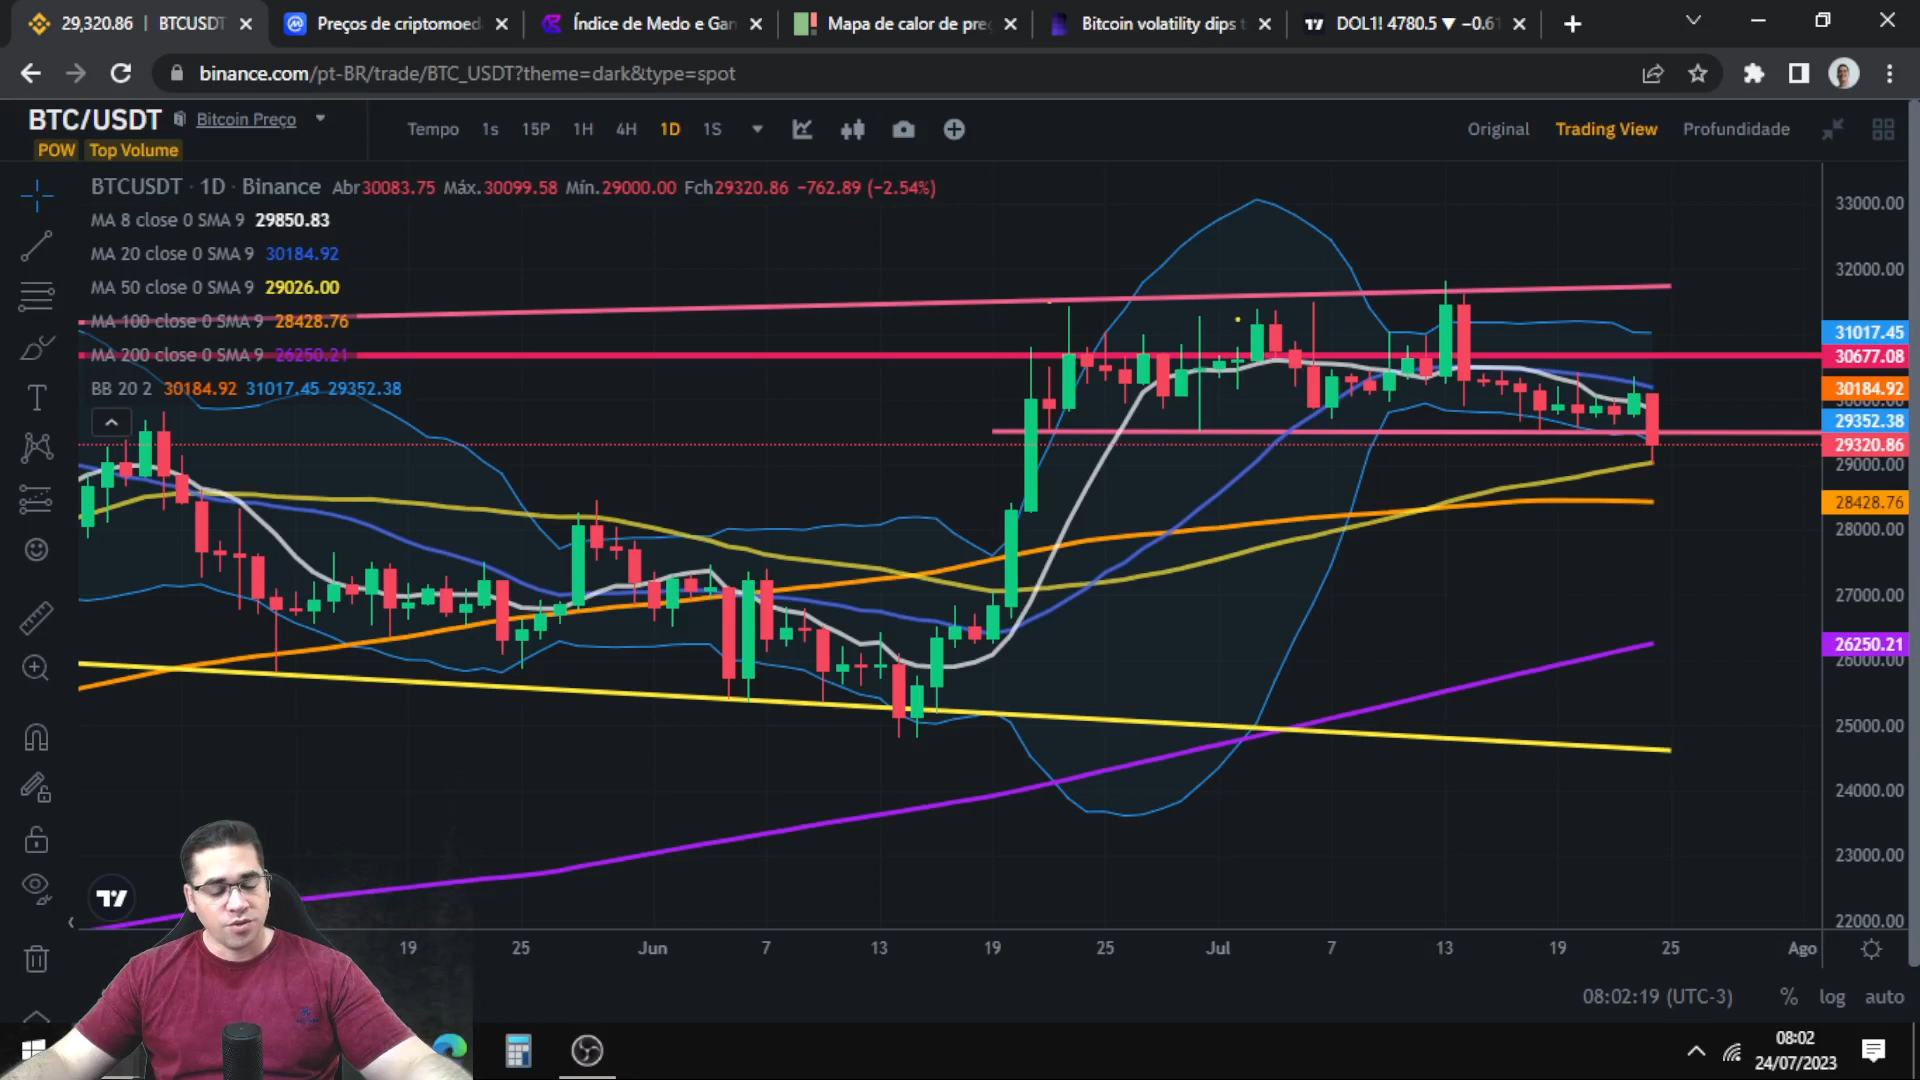 29,320.86 | BTCUSDT
Preços de criptomoed
Índice de Medo e Gan
Mapa de calor de pre
Bitcoin volatility dips t
DOL1! 4780.5 ▼ −0.61
binance.com/pt-BR/trade/BTC_USDT?theme=dark&type=spot
BTC/USDT
Bitcoin Preço
POW
Top Volume
Tempo 1s 15P 1H 4H 1D 1S
Original Trading View Profundidade
BTCUSDT · 1D · Binance Abr30083.75 Máx.30099.58 Mín.29000.00 Fch29320.86 −762.89 (−2.54%)
MA 8 close 0 SMA 9 29850.83
MA 20 close 0 SMA 9 30184.92
MA 50 close 0 SMA 9 29026.00
MA 100 close 0 SMA 9 28428.76
MA 200 close 0 SMA 9 26250.21
BB 20 2 30184.92 31017.45 29352.38
33000.00
32000.00
31017.45
30677.08
30184.92
29352.38
29320.86
29000.00
28428.76
28000.00
27000.00
26250.21
26000.00
25000.00
24000.00
23000.00
22000.00
19 25 Jun 7 13 19 25 Jul 7 13 19 25 Ago
08:02:19 (UTC-3) % log auto
08:02
24/07/2023